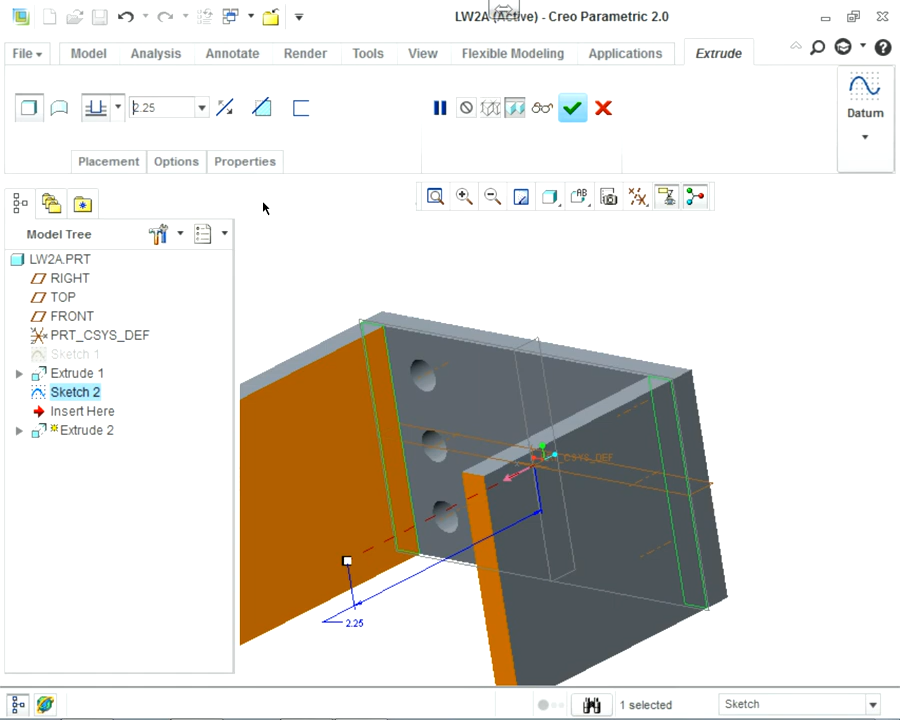 LW2A (Active) - Creo Parametric 2.0
File Model Analysis Annotate Render Tools View Flexible Modeling Applications Extrude
2.25
Datum
Placement Options Properties
Model Tree
LW2A.PRT
RIGHT
TOP
FRONT
PRT_CSYS_DEF
Sketch 1
Extrude 1
Sketch 2
Insert Here
Extrude 2
2.25
1 selected
Sketch